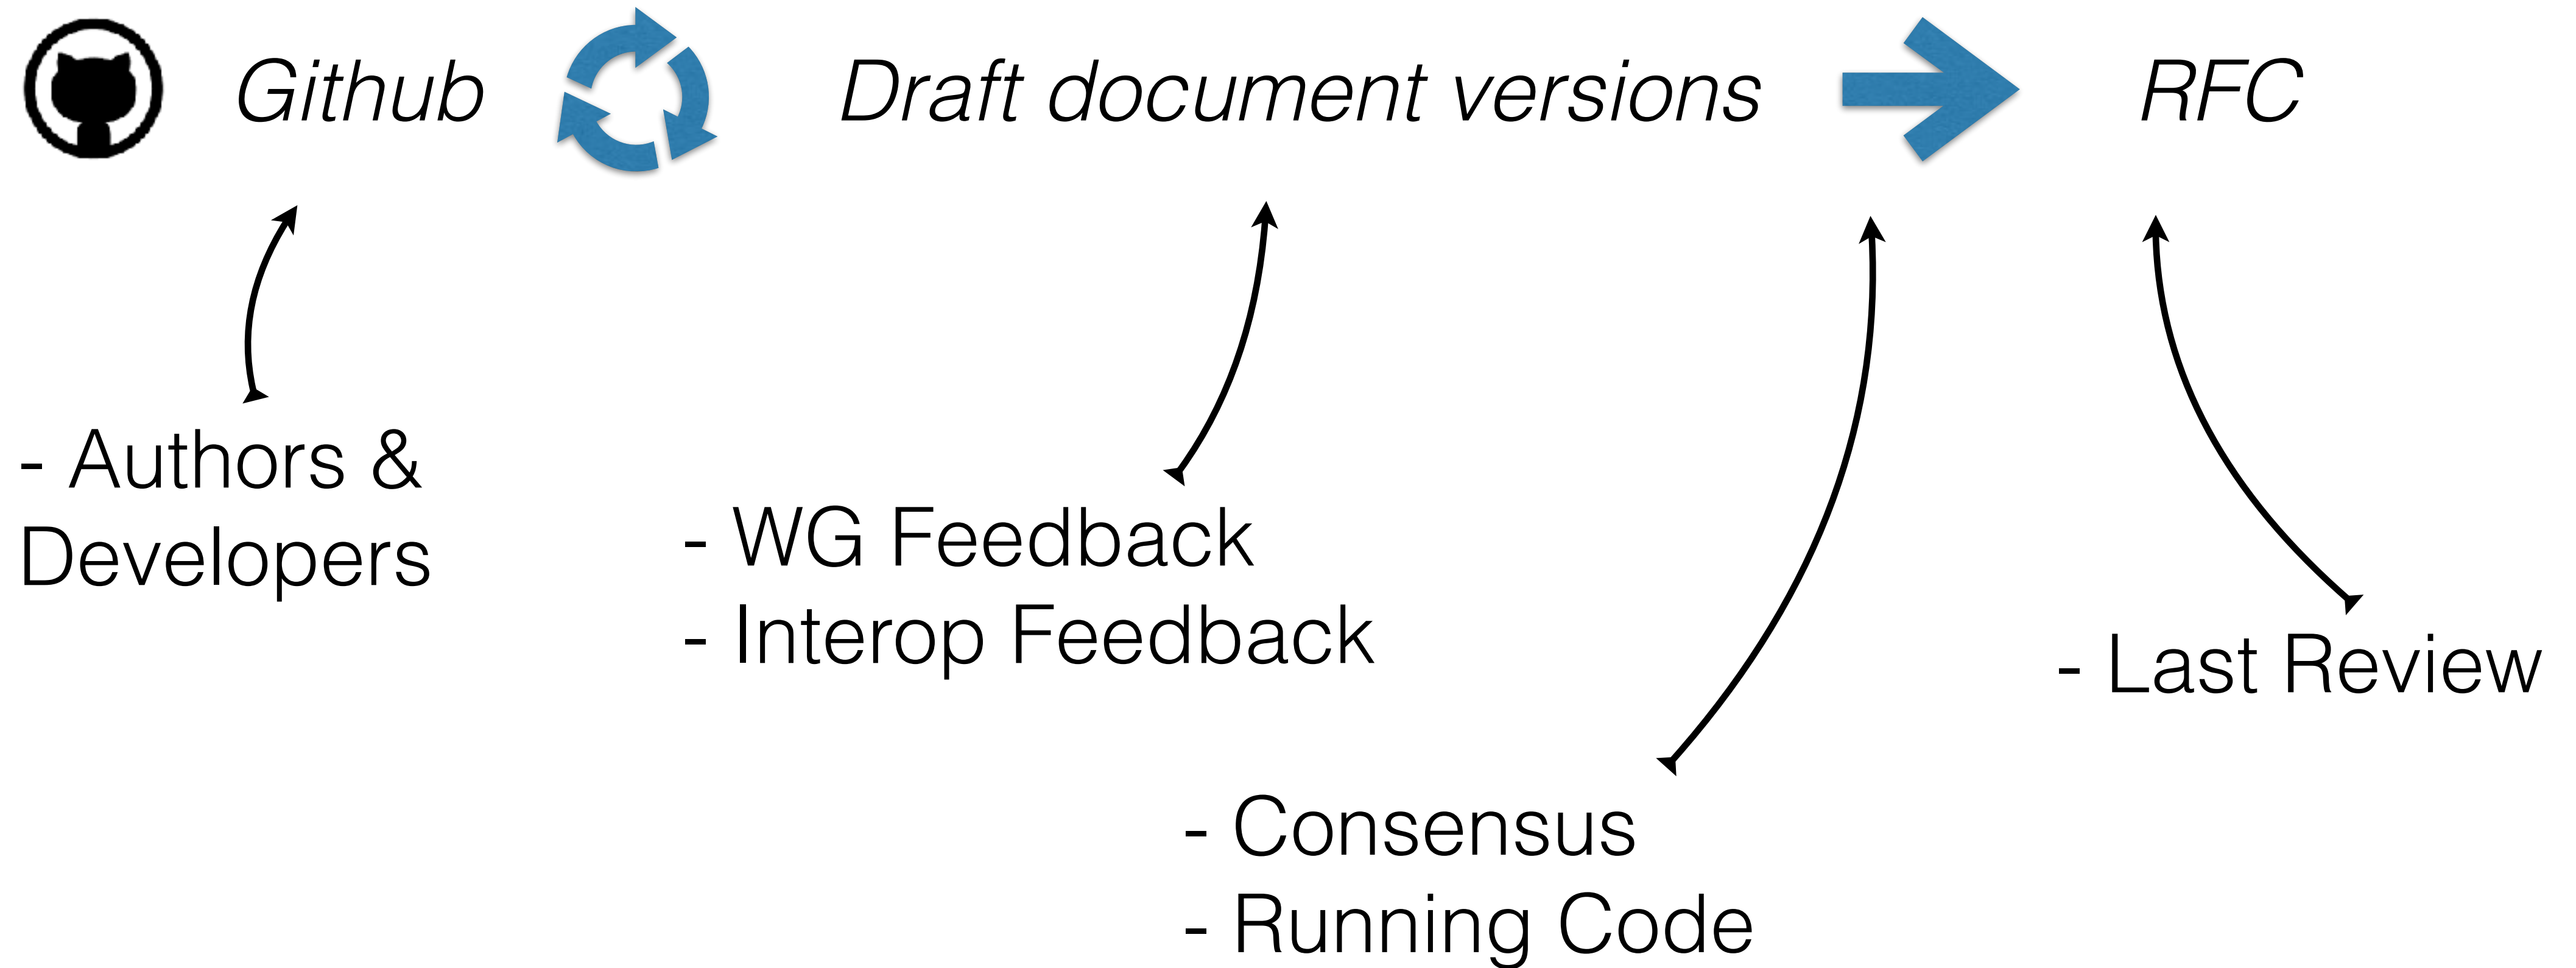 Github
Draft document versions
RFC
- Authors &
Developers
- WG Feedback
- Interop Feedback
- Last Review
- Consensus
- Running Code